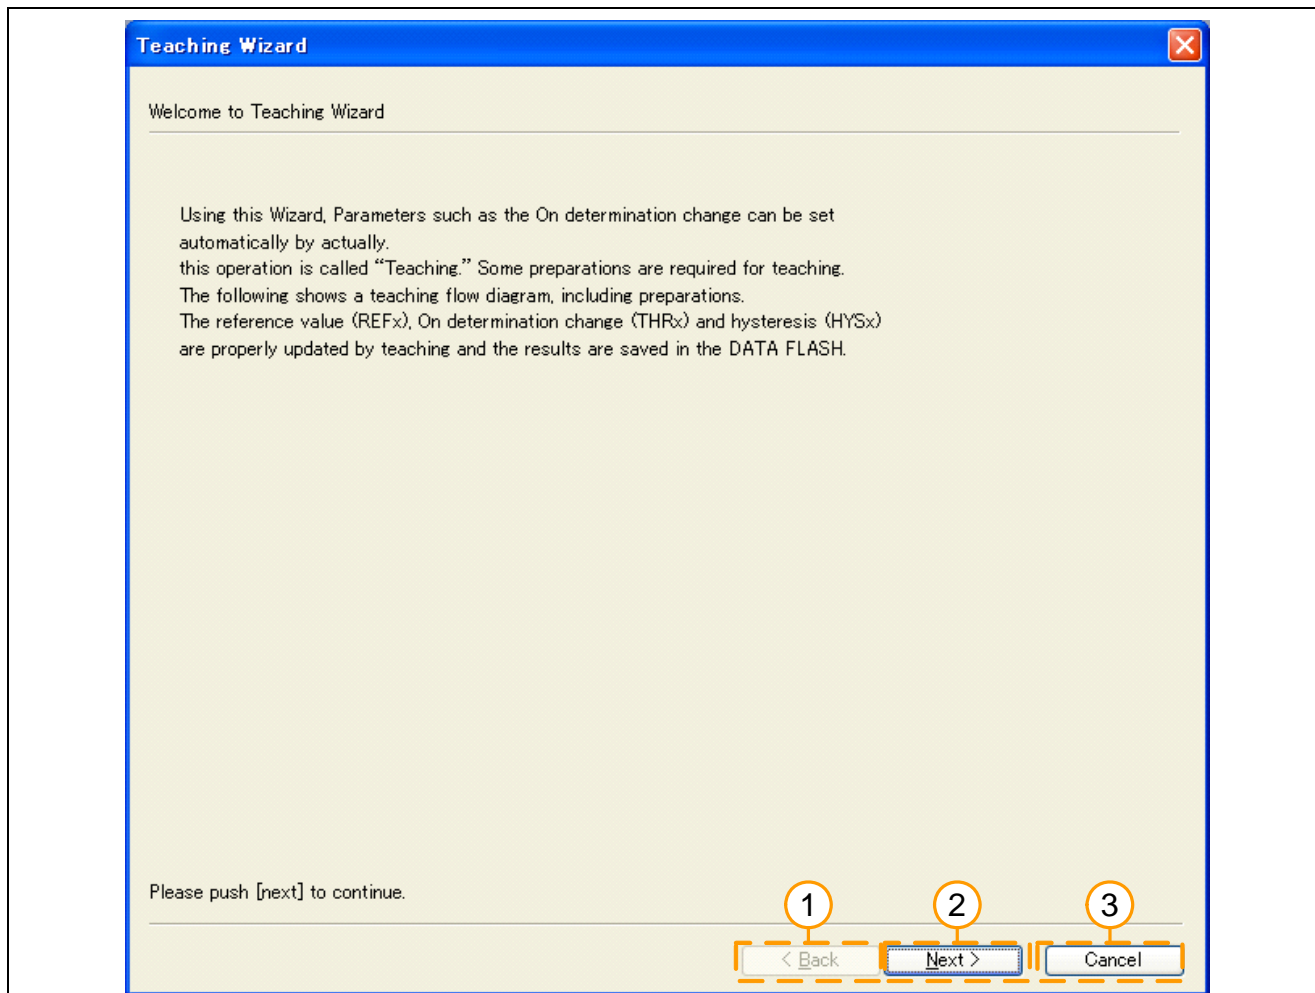 Teaching Wizard
Welcome to Teaching Wizard
Using this Wizard, Parameters such as the On determination change can be set
automatically by actually.
this operation is called “Teaching.” Some preparations are required for teaching.
The following shows a teaching flow diagram, including preparations.
The reference value (REFx), On determination change (THRx) and hysteresis (HYSx)
are properly updated by teaching and the results are saved in the DATA FLASH.
Please push [next] to continue.
1 2 3
< Back Next > Cancel